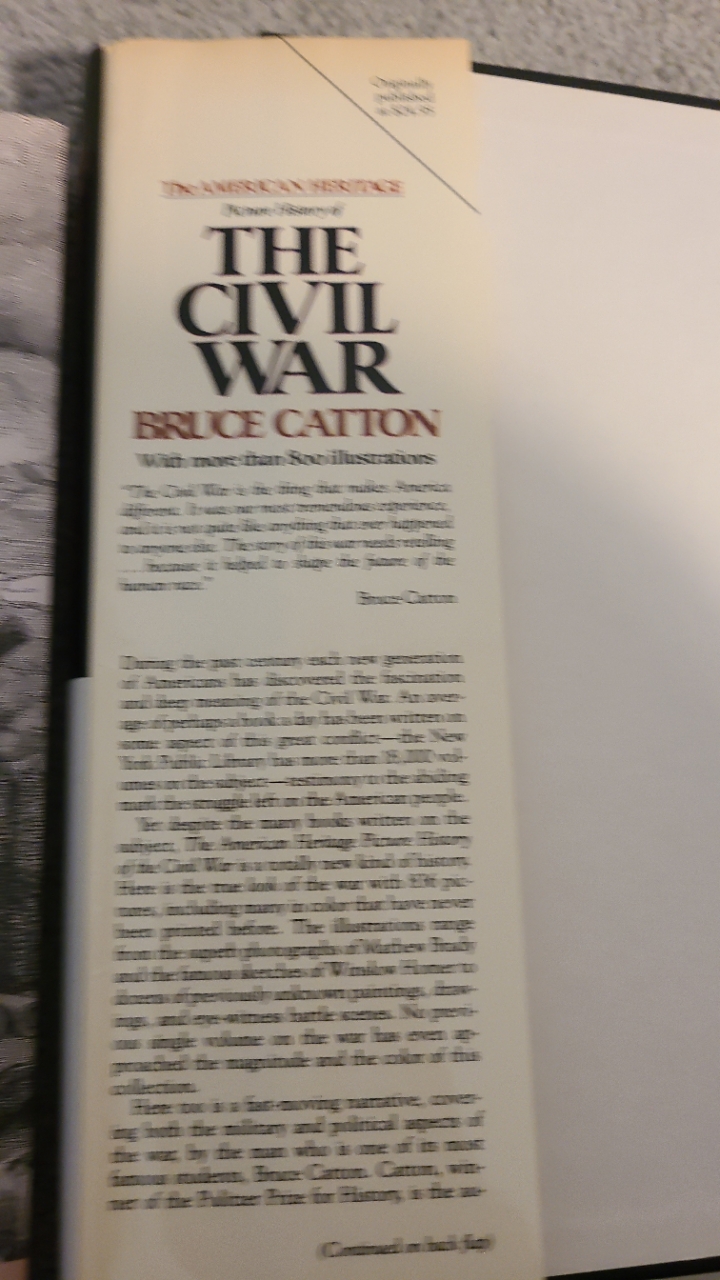 Originally
published
at $29.95
The AMERICAN HERITAGE
Picture History of
THE
CIVIL
WAR
BRUCE CATTON
With more than 800 illustrations
"The Civil War is the thing that makes America
different. It was our most tremendous experience,
and it is not quite like anything that ever happened
to anyone else. The story of this war needs retelling
. . . because it helped to shape the future of the
human race."
Bruce Catton
During the past century each new generation
of Americans has discovered the fascination
and deep meaning of the Civil War. An aver-
age of perhaps a book a day has been written on
some aspect of this great conflict—the New
York Public Library has more than 18,000 vol-
umes on the subject—testimony to the abiding
mark the struggle left on the American people.
Yet despite the many books written on the
subject, The American Heritage Picture History
of the Civil War is a totally new kind of history.
Here is the true look of the war with 836 pic-
tures, including many in color that have never
been printed before. The illustrations range
from the superb photographs of Mathew Brady
and the famous sketches of Winslow Homer to
dozens of previously unknown paintings, draw-
ings, and eye-witness battle scenes. No previ-
ous single volume on the war has even ap-
proached the magnitude and the color of this
collection.
Here too is a fast-moving narrative, cover-
ing both the military and political aspects of
the war, by the man who is one of its most
famous students, Bruce Catton. Catton, win-
ner of the Pulitzer Prize for History, is the au-
(Continued on back flap)